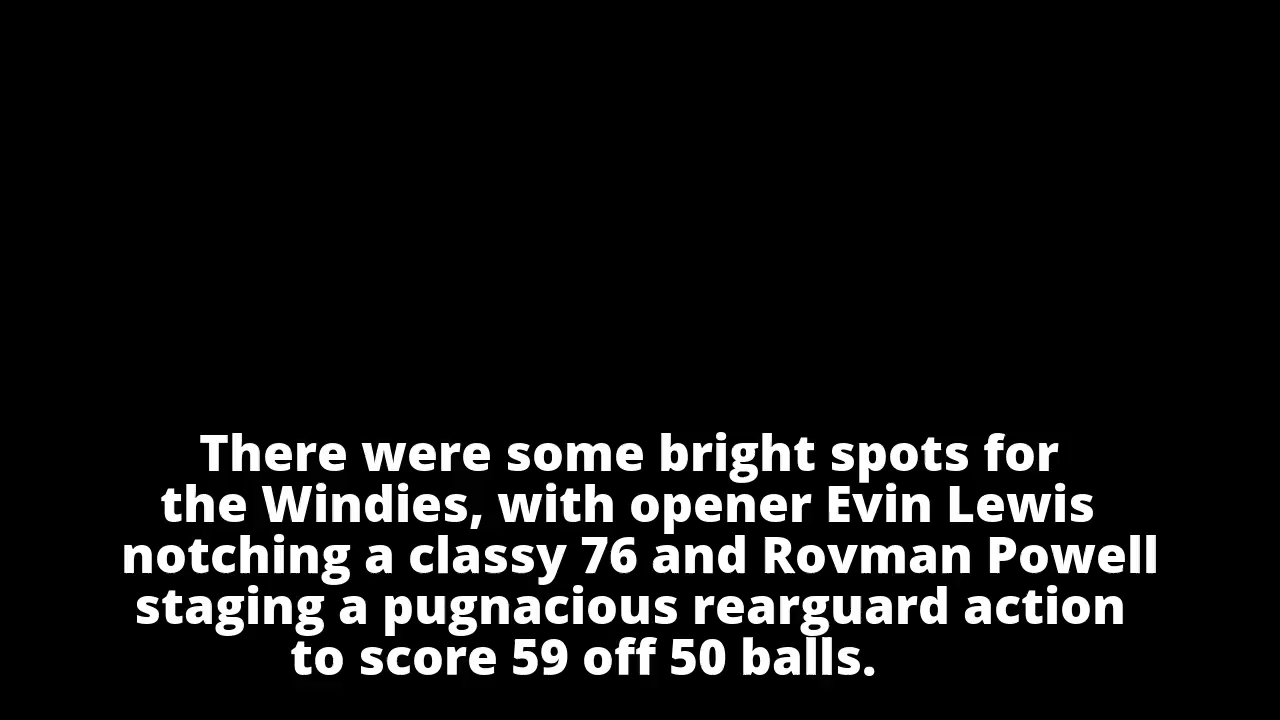 There were some bright spots for
the Windies, with opener Evin Lewis
notching a classy 76 and Rovman Powell
staging a pugnacious rearguard action
to score 59 off 50 balls.